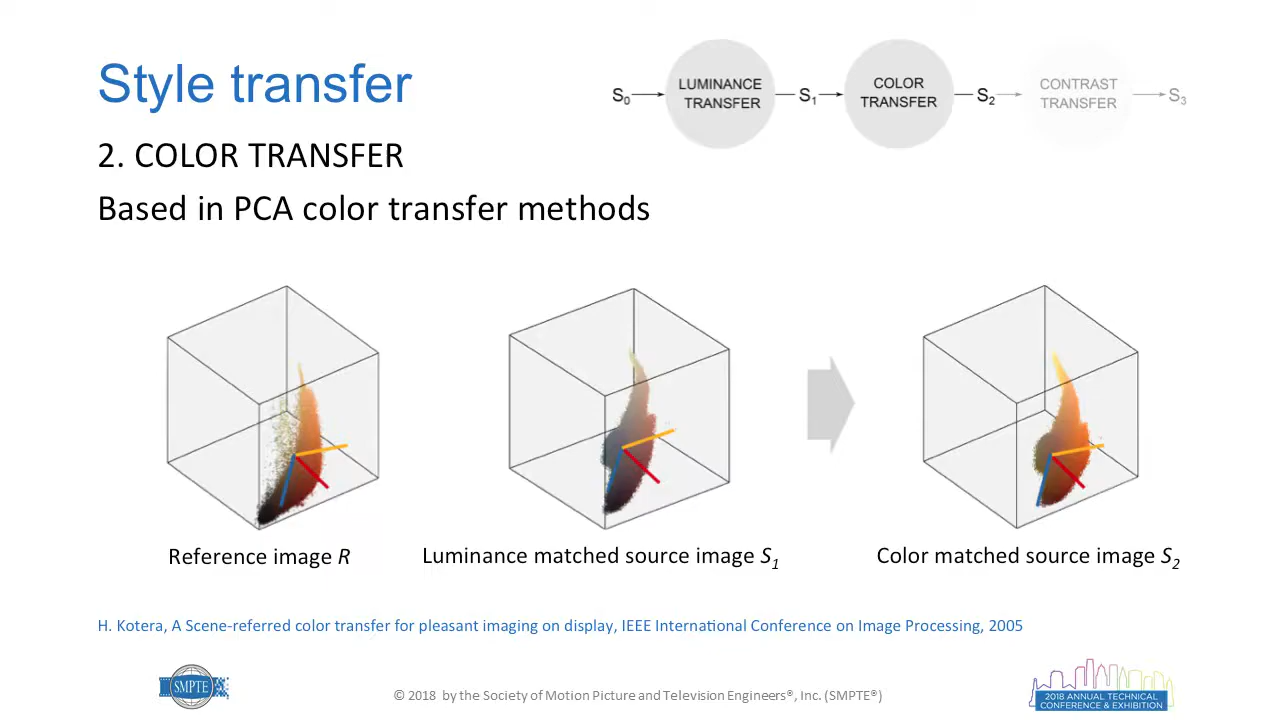 Style transfer
S0
LUMINANCE
TRANSFER
S1
COLOR
TRANSFER
S2
CONTRAST
TRANSFER
S3
2. COLOR TRANSFER
Based in PCA color transfer methods
Reference image R
Luminance matched source image S1
Color matched source image S2
H. Kotera, A Scene-referred color transfer for pleasant imaging on display, IEEE International Conference on Image Processing, 2005
SMPTE
© 2018 by the Society of Motion Picture and Television Engineers®, Inc. (SMPTE®)
2018 ANNUAL TECHNICAL
CONFERENCE & EXHIBITION